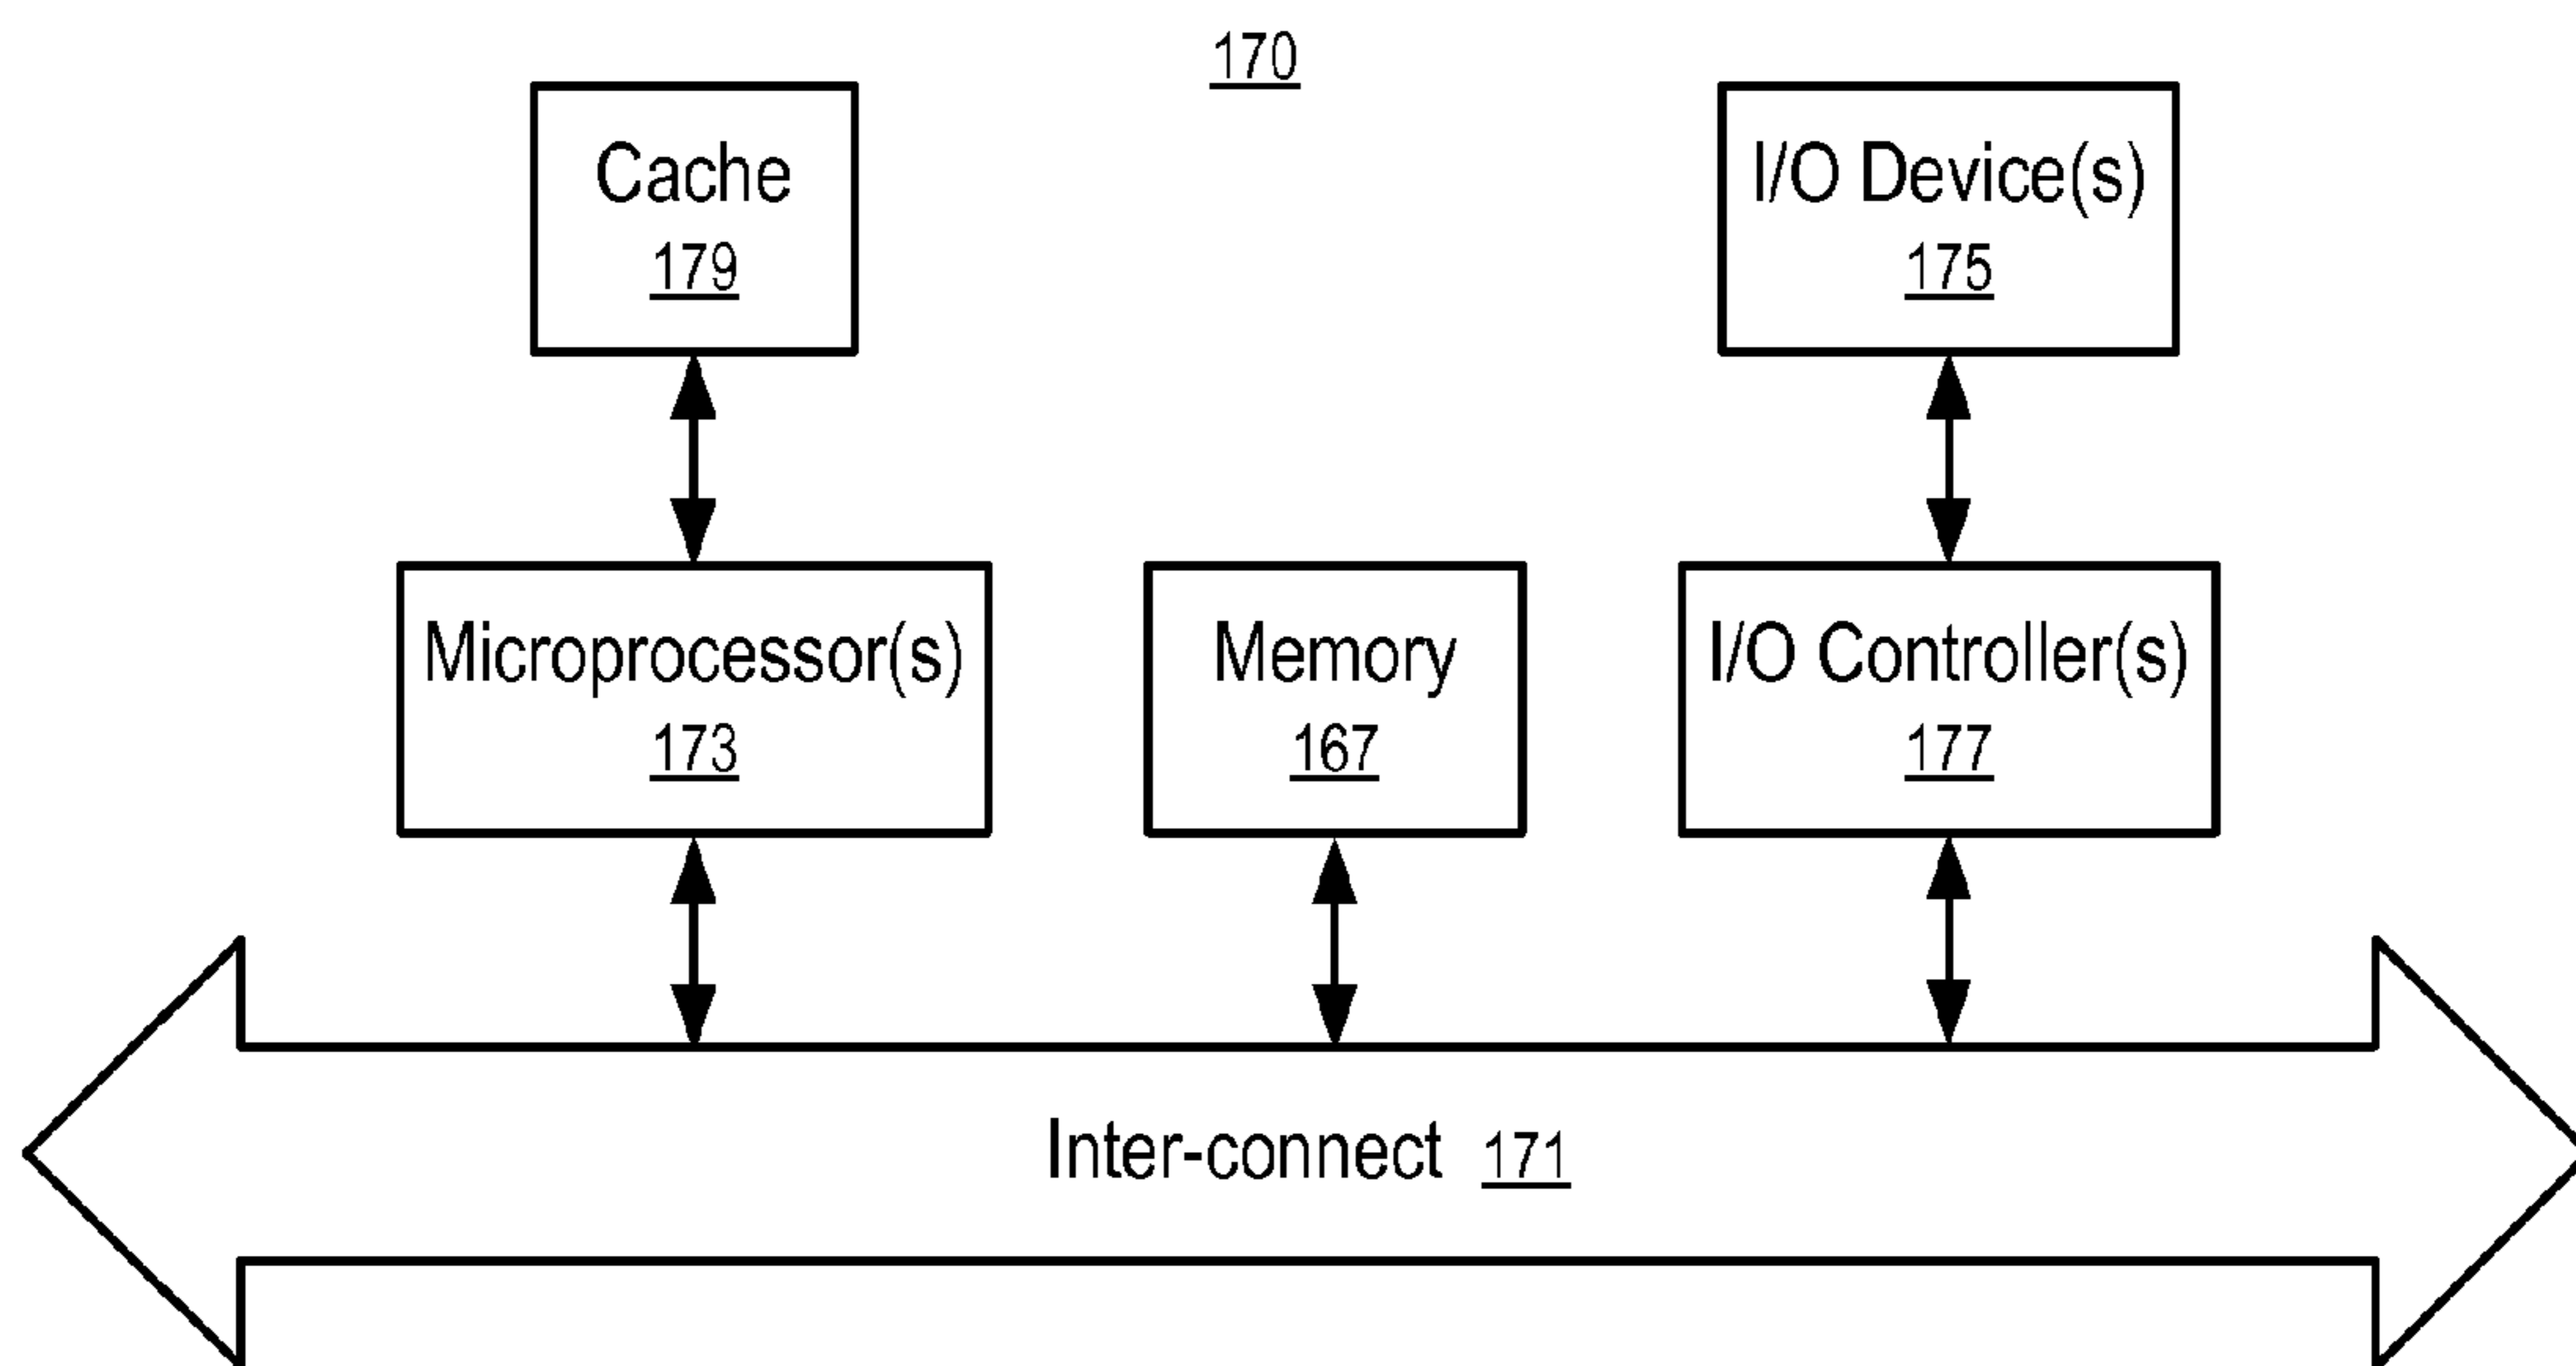 170
Cache
179
I/O Device(s)
175
Microprocessor(s)
173
Memory
167
I/O Controller(s)
177
Inter-connect 171